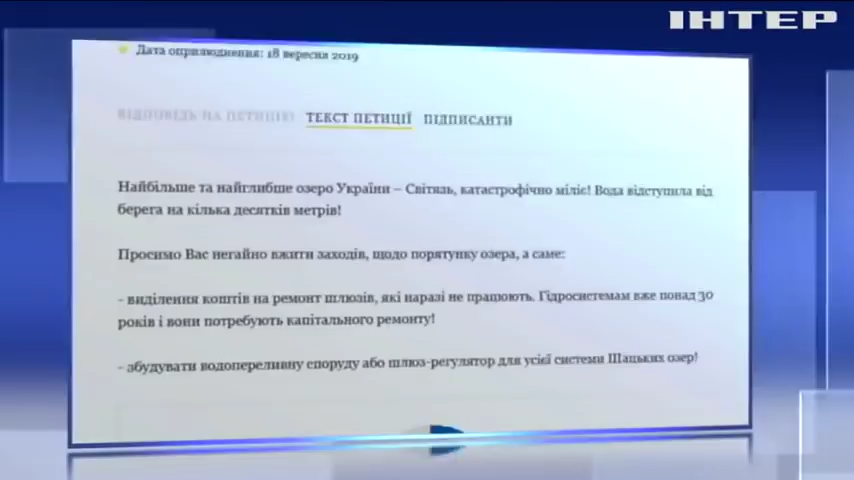 ІНТЕР
Дата оприлюднення: 18 вересня 2019
ВІДПОВІДЬ НА ПЕТИЦІЮ ТЕКСТ ПЕТИЦІЇ ПІДПИСАНТИ
Найбільше та найглибше озеро України – Світязь, катастрофічно міліє! Вода відступила від
берега на кілька десятків метрів!
Просимо Вас негайно вжити заходів, щодо порятунку озера, а саме:
- виділення коштів на ремонт шлюзів, які наразі не працюють. Гідросистемам вже понад 30
років і вони потребують капітального ремонту!
- збудувати водопереливну споруду або шлюз-регулятор для усієї системи Шацьких озер!